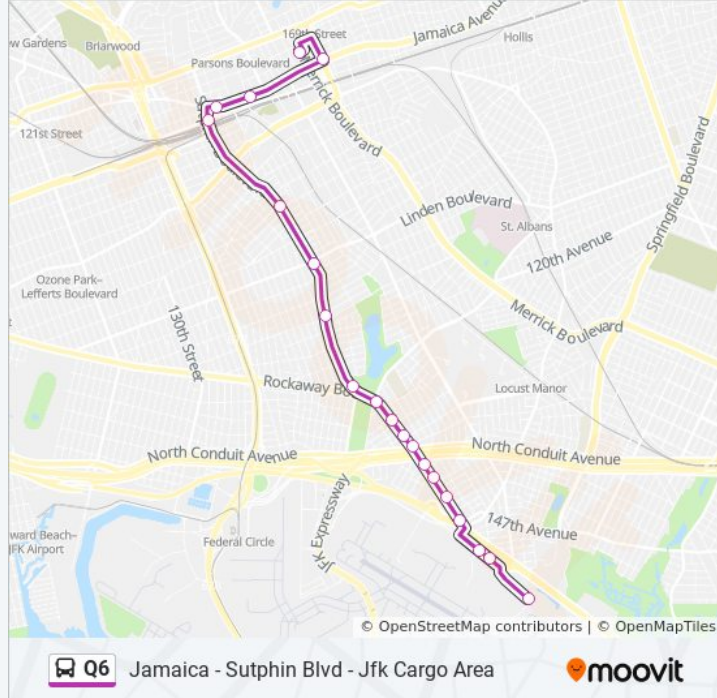 169th Street
Jamaica Avenue
Hollis
ew Gardens
Briarwood
Parsons Boulevard
Merrick Boulevard
121st Street
Springfield Boulevard
Linden Boulevard
St. Albans
120th Avenue
Ozone Park–
Lefferts Boulevard
130th Street
Merrick Boulevard
Rockaway B
Locust Manor
North Conduit Avenue
North Conduit Avenue
JFK Expressway
147th Avenue
ward Beach–
JFK Airport
Federal Circle
© OpenStreetMap contributors | © OpenMapTiles
Q6 Jamaica - Sutphin Blvd - Jfk Cargo Area
moovit